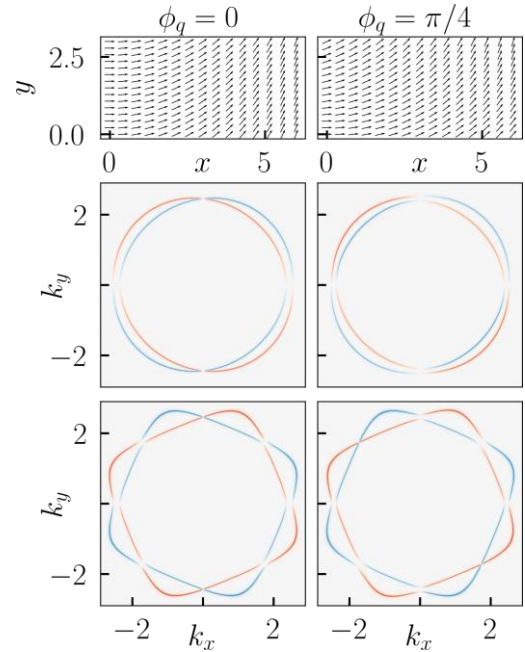 ϕ_q = 0 ϕ_q = π/4
2.5
y
0.0
0 x 5 0 x 5
2
k_y
−2
2
k_y
−2
−2 k_x 2 −2 k_x 2